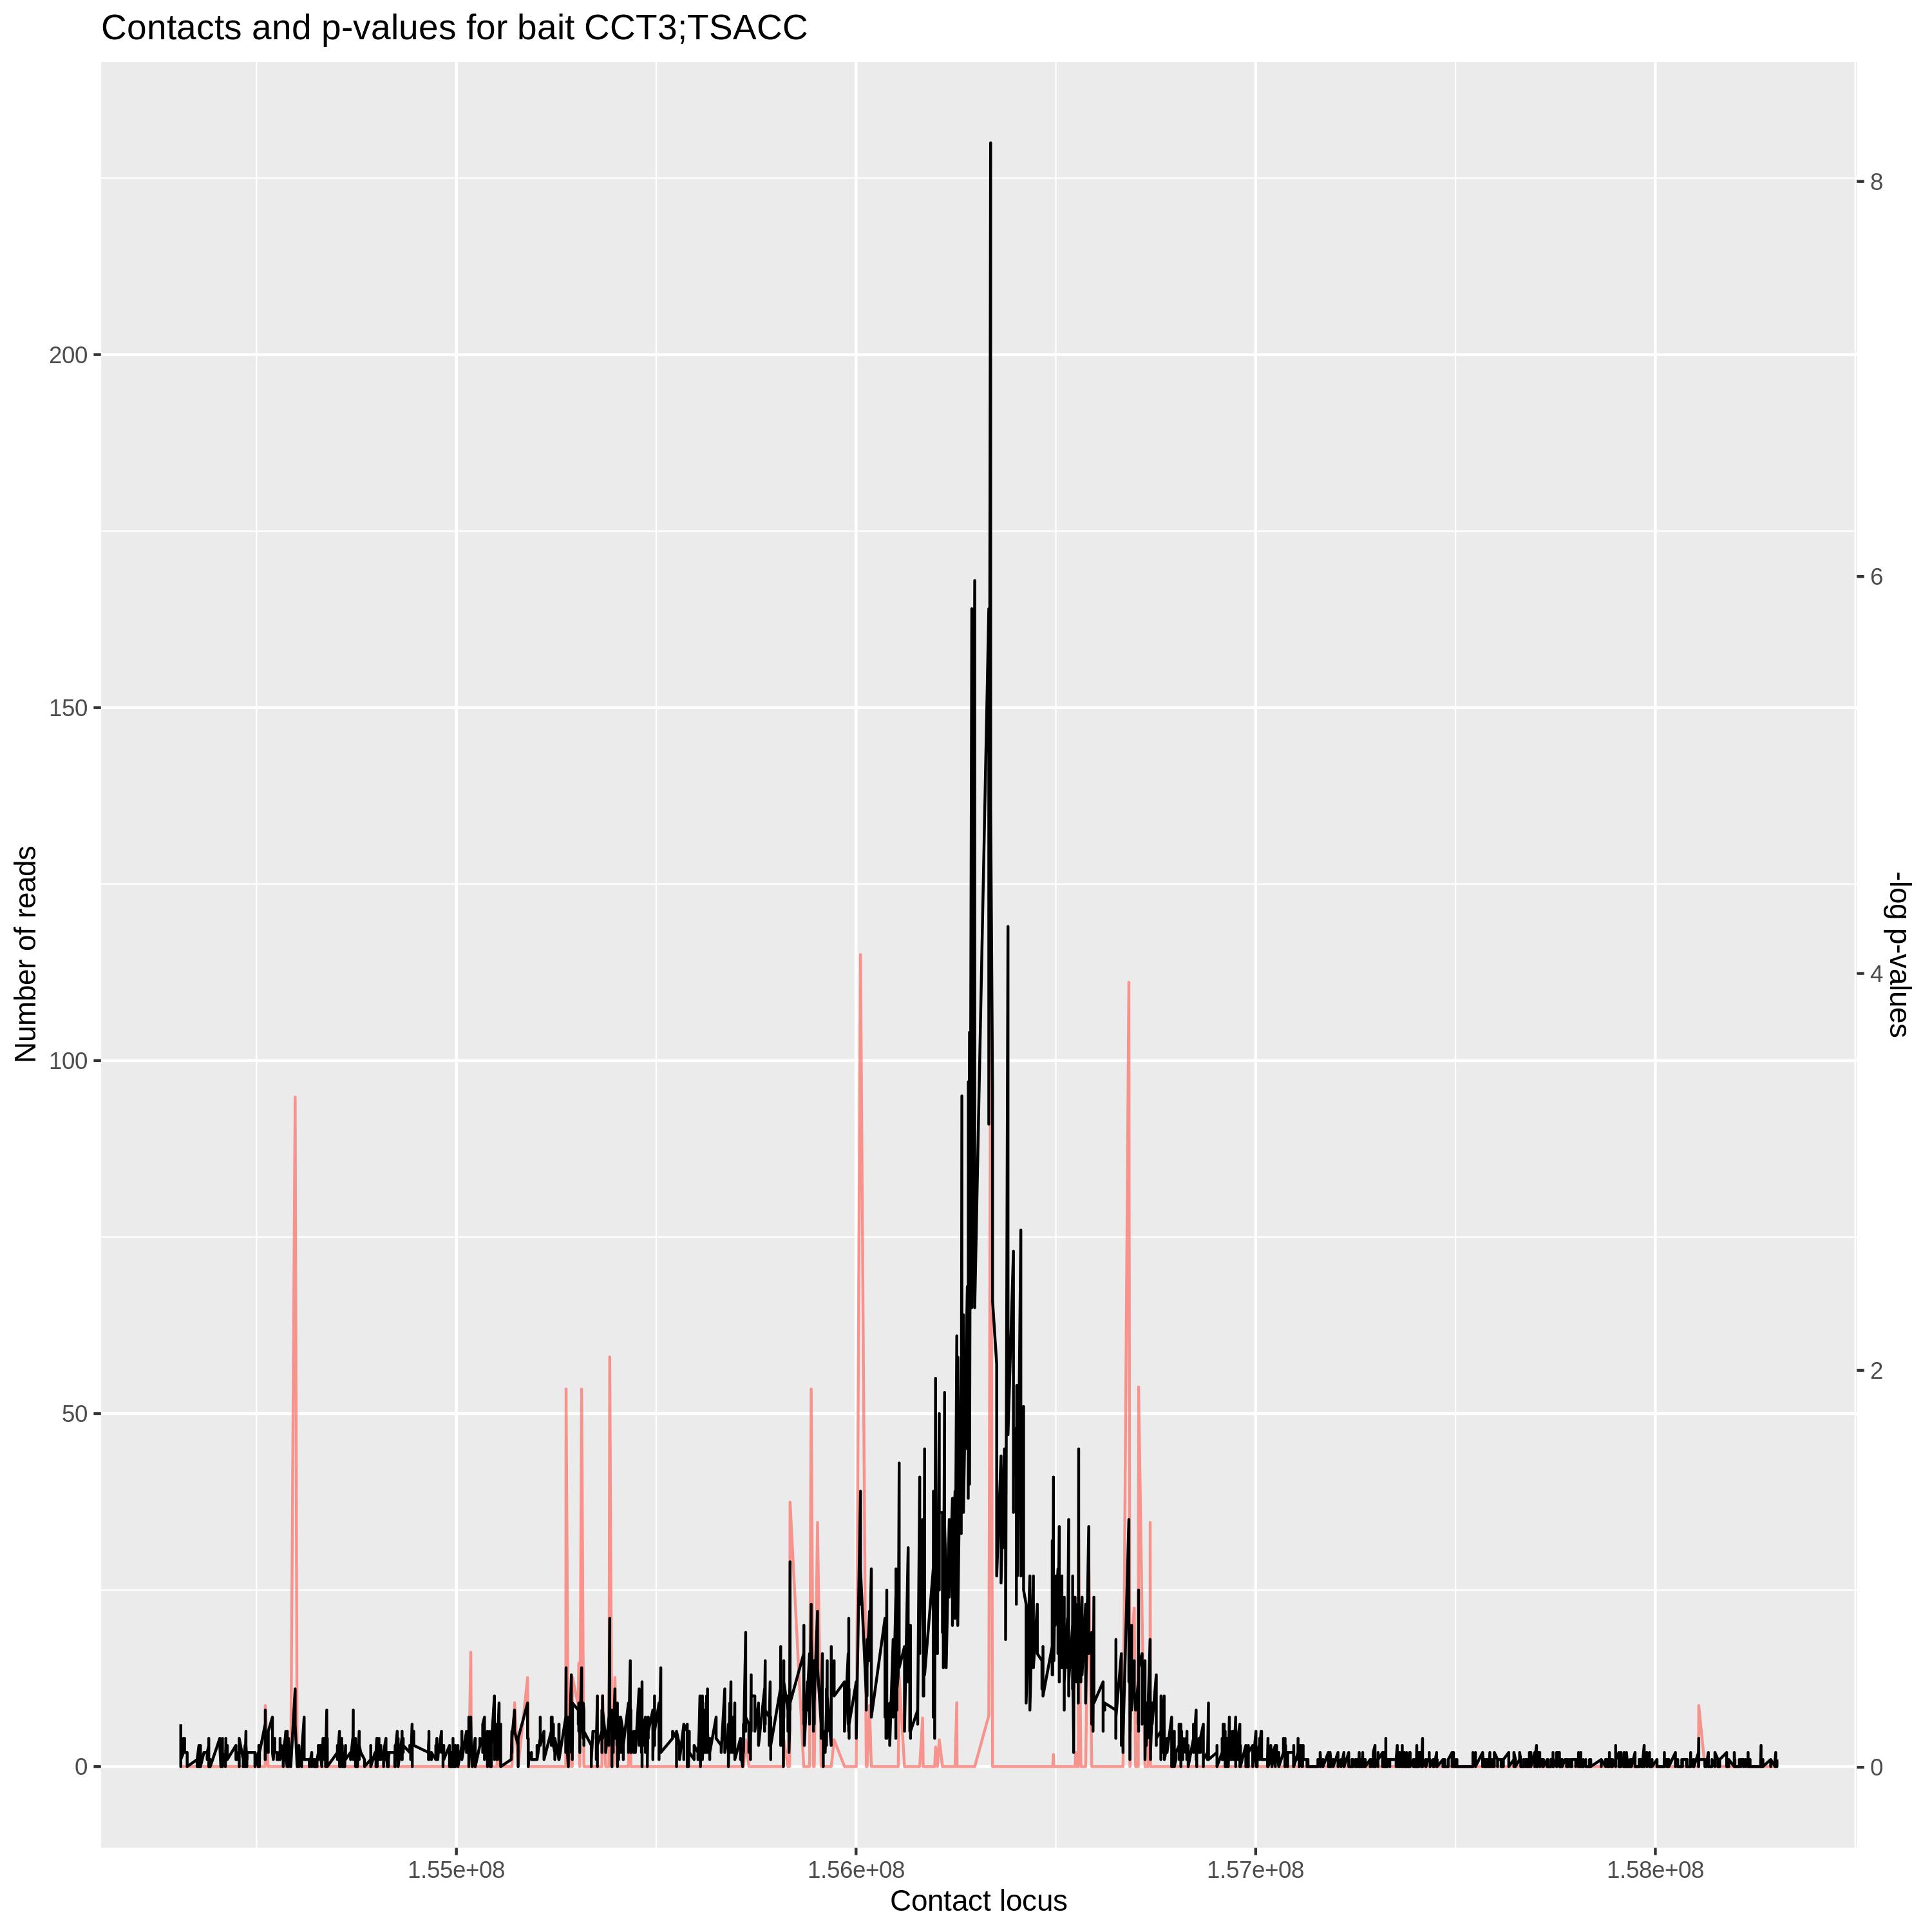 Contacts and p-values for bait CCT3;TSACC
Number of reads
200
150
100
50
0
8
6
4
2
0
-log p-values
1.55e+08
1.56e+08
1.57e+08
1.58e+08
Contact locus